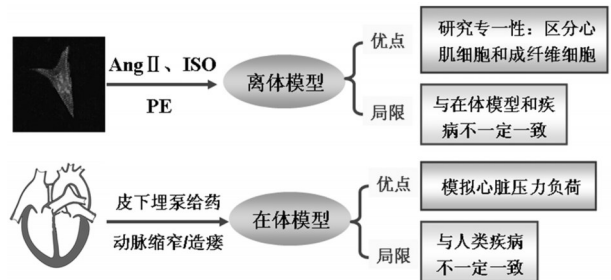 AngⅡ、ISO
PE
离体模型
优点
研究专一性：区分心
肌细胞和成纤维细胞
局限
与在体模型和疾
病不一定一致
皮下埋泵给药
动脉缩窄/造瘘
在体模型
优点
模拟心脏压力负荷
局限
与人类疾病
不一定一致